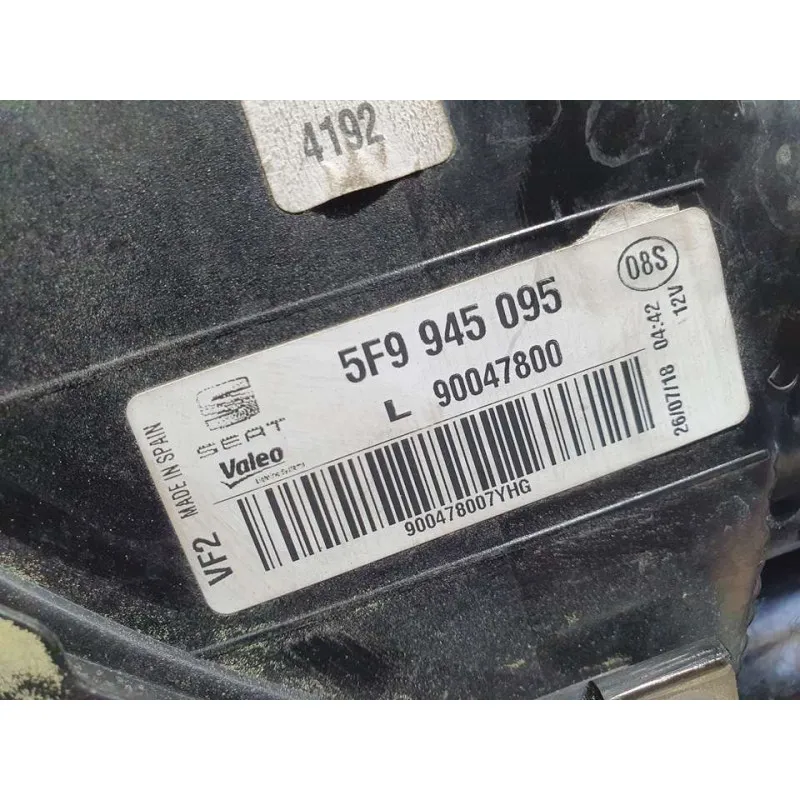 4192
08S
5F9 945 095
L 90047800
SEAT
Valeo
900478007YHG
VF2 MADE IN SPAIN
26/07/18 04:42
12V